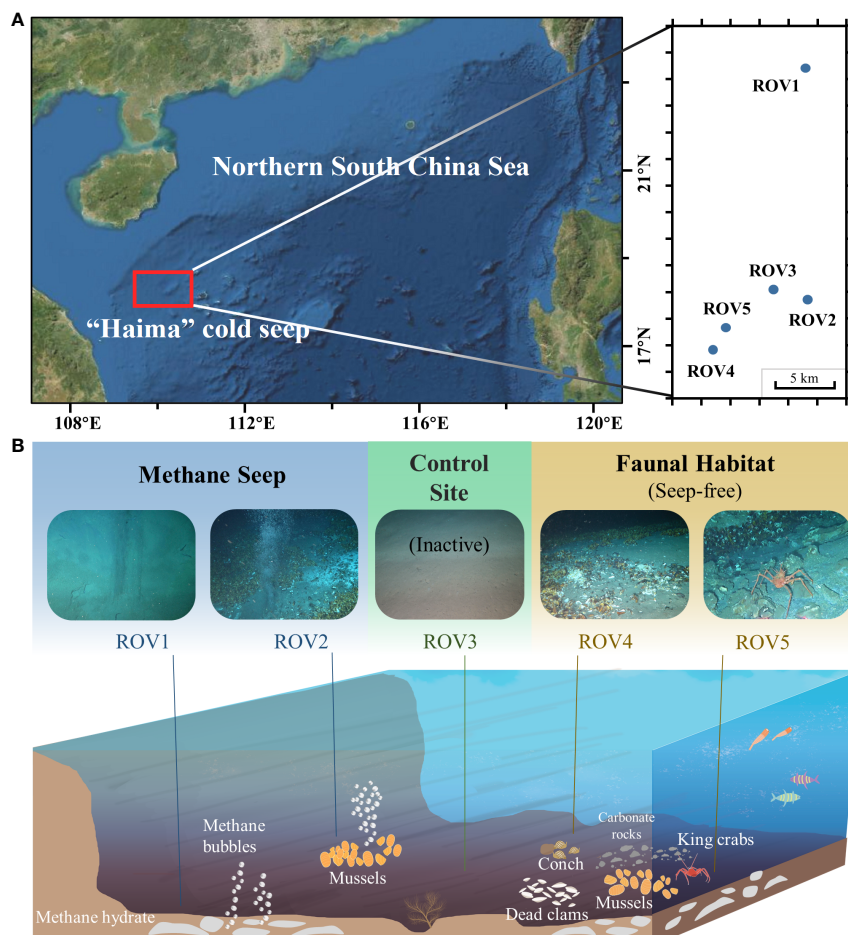 A
Northern South China Sea
“Haima” cold seep
108°E
112°E
116°E
120°E
21°N
17°N
ROV1
ROV3
ROV2
ROV5
ROV4
5 km
B
Methane Seep
Control
Site
Faunal Habitat
(Seep-free)
(Inactive)
ROV1
ROV2
ROV3
ROV4
ROV5
Methane
bubbles
Mussels
Methane hydrate
Carbonate
rocks
King crabs
Conch
Dead clams
Mussels